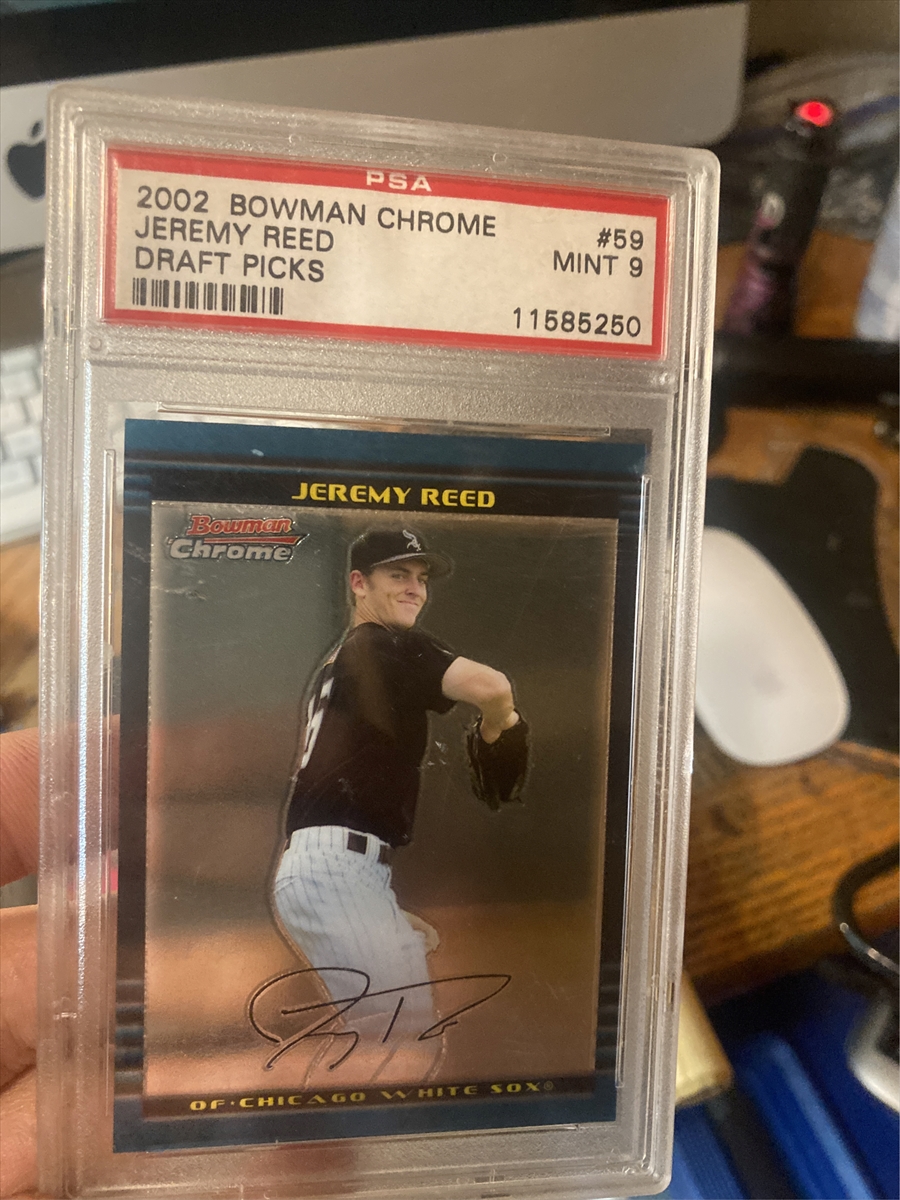 PSA
2002 BOWMAN CHROME
JEREMY REED
DRAFT PICKS
#59
MINT 9
11585250
JEREMY REED
Bowman
Chrome
OF·CHICAGO WHITE SOX®